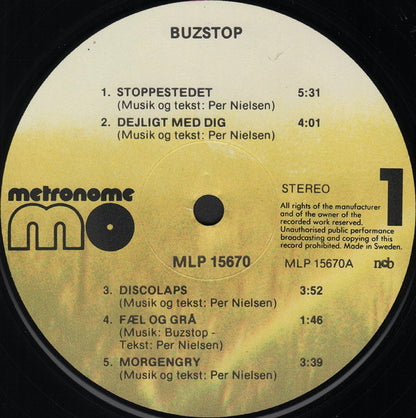 BUZSTOP
1. STOPPESTEDET 5:31
(Musik og tekst: Per Nielsen)
2. DEJLIGT MED DIG 4:01
(Musik og tekst: Per Nielsen)
metronome
mo
STEREO
1
All rights of the manufacturer
and of the owner of the
recorded work reserved.
Unauthorised public performance
broadcasting and copying of this
record prohibited. Made in Sweden.
MLP 15670
MLP 15670A ncb
3. DISCOLAPS 3:52
(Musik og tekst: Per Nielsen)
4. FÆL OG GRÅ 1:46
(Musik: Buzstop -
Tekst: Per Nielsen)
5. MORGENGRY 3:39
(Musik og tekst: Per Nielsen)